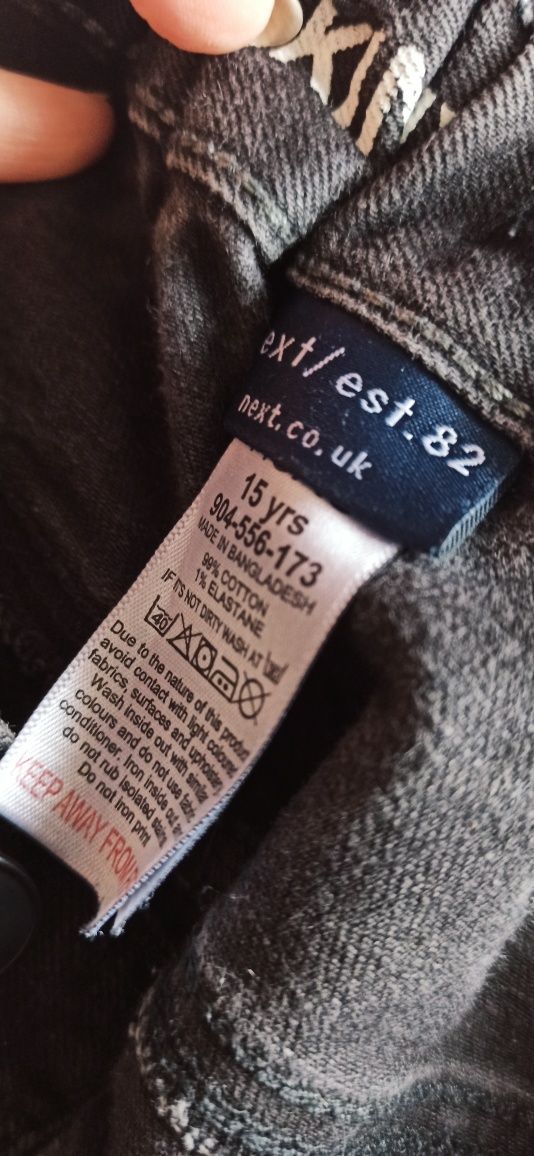 KIN
ext/est.82
next.co.uk
15 yrs
904-556-173
MADE IN BANGLADESH
99% COTTON
1% ELASTANE
IF IT'S NOT DIRTY WASH AT
40
Due to the nature of this product
avoid contact with light coloured
fabrics, surfaces and upholstery
Wash inside out with similar
colours and do not use fabric
conditioner. Iron inside out
do not rub isolated
Do not iron print
KEEP AWAY FROM